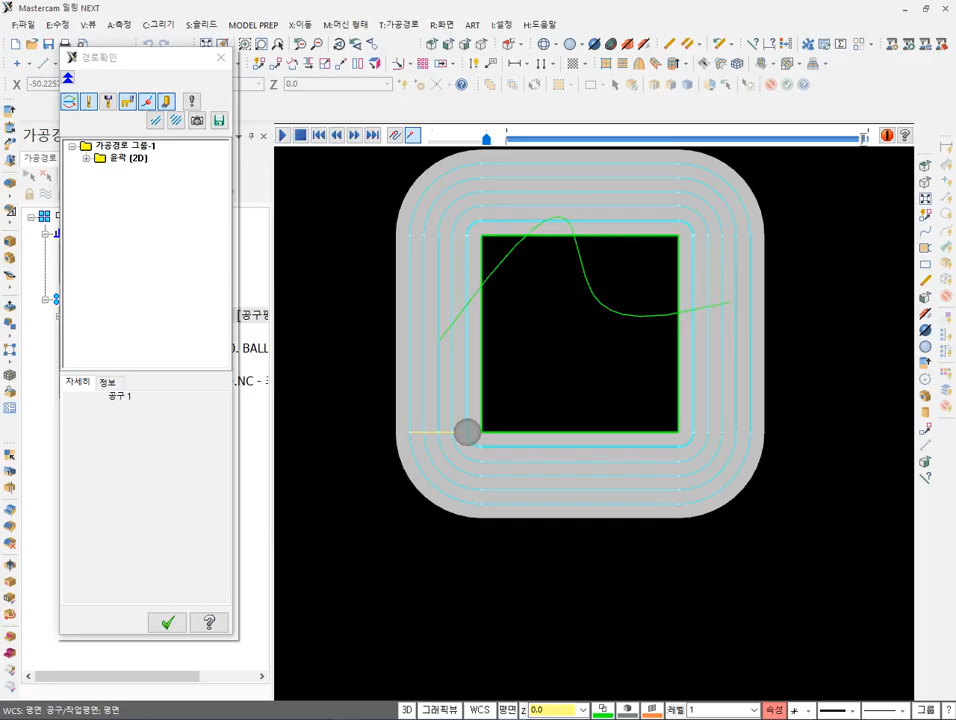 Mastercam 밀링 NEXT
F:파일 E:수정 V:뷰 A:측정 C:그리기 S:솔리드 MODEL PREP X:이동 M:머신 형태 T:가공경로 R:화면 ART I:설정 H:도움말
경로확인
X Z 0.0
가공
가공경로
가공경로 그룹-1
윤곽 (2D)
[공구평
0. BALL
.NC -
자세히 정보
공구 1
WCS: 평면 공구/작업평면: 평면 3D 그래픽뷰 WCS 평면 Z 0.0 레벨 1 속성 그룹 ?